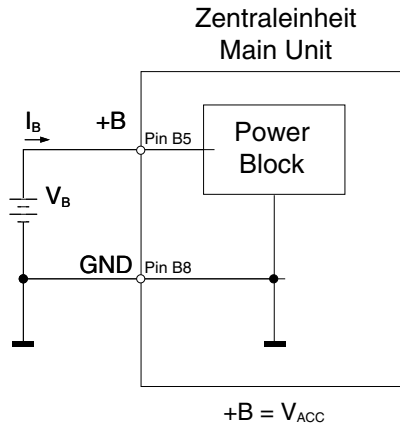 Zentraleinheit
Main Unit
I_B
+B
Pin B5
Power
Block
V_B
GND
Pin B8
+B = V_ACC